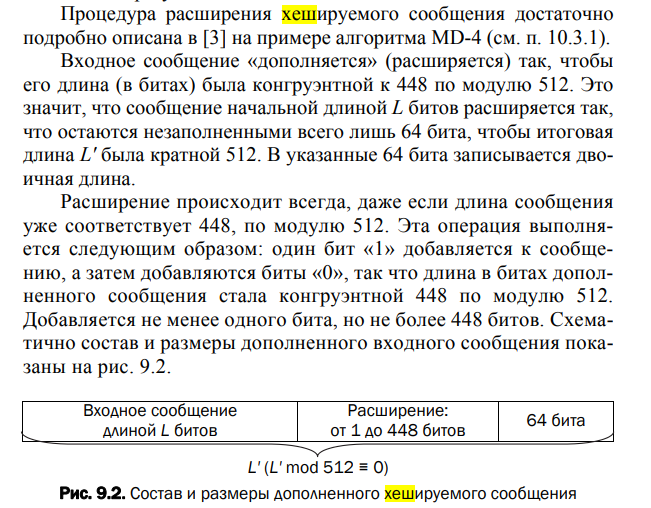 Процедура расширения хешируемого сообщения достаточно
подробно описана в [3] на примере алгоритма MD-4 (см. п. 10.3.1).
Входное сообщение «дополняется» (расширяется) так, чтобы
его длина (в битах) была конгруэнтной к 448 по модулю 512. Это
значит, что сообщение начальной длиной L битов расширяется так,
что остаются незаполненными всего лишь 64 бита, чтобы итоговая
длина L' была кратной 512. В указанные 64 бита записывается дво-
ичная длина.
Расширение происходит всегда, даже если длина сообщения
уже соответствует 448, по модулю 512. Эта операция выполня-
ется следующим образом: один бит «1» добавляется к сообще-
нию, а затем добавляются биты «0», так что длина в битах допол-
ненного сообщения стала конгруэнтной 448 по модулю 512.
Добавляется не менее одного бита, но не более 448 битов. Схема-
тично состав и размеры дополненного входного сообщения пока-
заны на рис. 9.2.
Входное сообщение
длиной L битов
Расширение:
от 1 до 448 битов
64 бита
L' (L' mod 512 ≡ 0)
Рис. 9.2. Состав и размеры дополненного хешируемого сообщения